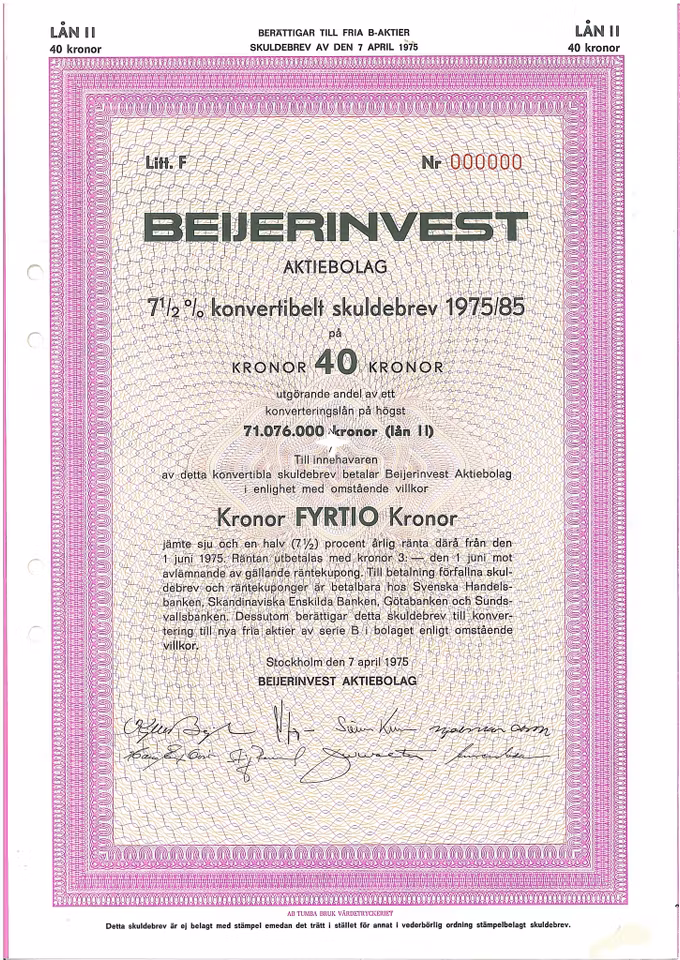 LÅN II
40 kronor
BERÄTTIGAR TILL FRIA B-AKTIER
SKULDEBREV AV DEN 7 APRIL 1975
LÅN II
40 kronor
Litt. F
Nr 000000
BEIJERINVEST
AKTIEBOLAG
7 1/2 % konvertibelt skuldebrev 1975/85
på
KRONOR 40 KRONOR
utgörande andel av ett
konverteringslån på högst
71.076.000 kronor (lån II)
Till innehavaren
av detta konvertibla skuldebrev betalar Beijerinvest Aktiebolag
i enlighet med omstående villkor
Kronor FYRTIO Kronor
jämte sju och en halv (7½) procent årlig ränta därå från den
1 juni 1975. Räntan utbetalas med kronor 3: — den 1 juni mot
avlämnande av gällande räntekupong. Till betalning förfallna skul-
debrev och räntekuponger är betalbara hos Svenska Handels-
banken, Skandinaviska Enskilda Banken, Götabanken och Sunds-
vallsbanken. Dessutom berättigar detta skuldebrev till konver-
tering till nya fria aktier av serie B i bolaget enligt omstående
villkor.
Stockholm den 7 april 1975
BEIJERINVEST AKTIEBOLAG
AB TUMBA BRUK VÄRDETRYCKERIET
Detta skuldebrev är ej belagt med stämpel emedan det trätt i stället för annat i vederbörlig ordning stämpelbelagt skuldebrev.